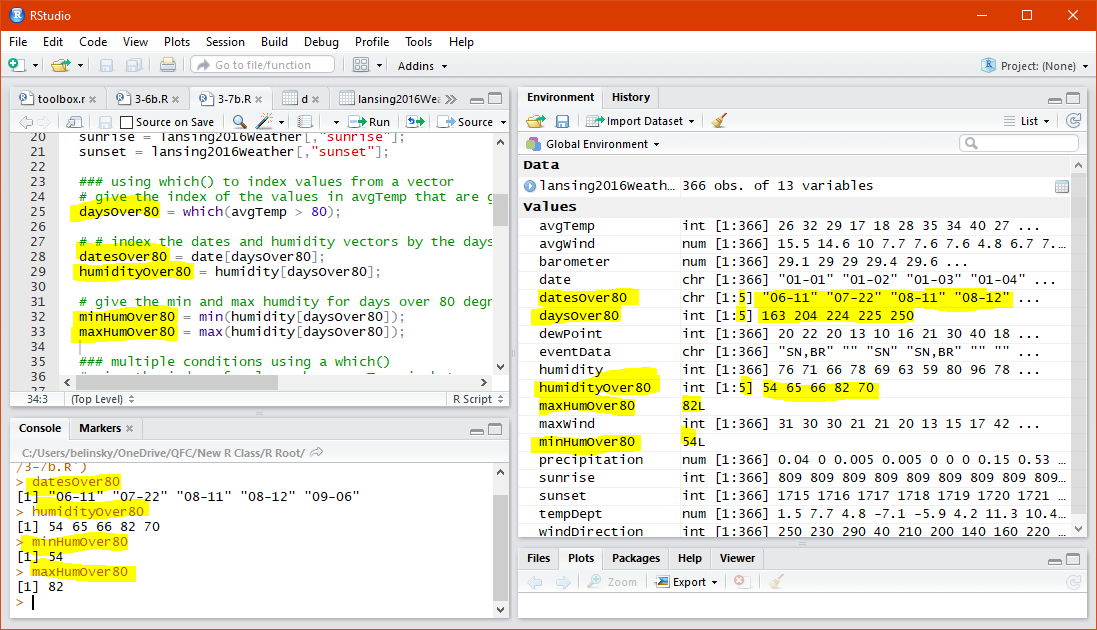 RStudio
File Edit Code View Plots Session Build Debug Profile Tools Help
Go to file/function Addins Project: (None)
toolbox.r 3-6b.R 3-7b.R d lansing2016Wea
Source on Save Run Source
20 sunrise = lansing2016Weather[,"sunrise"];
21 sunset = lansing2016Weather[,"sunset"];
22
23 ### using which() to index values from a vector
24 # give the index of the values in avgTemp that are g
25 daysOver80 = which(avgTemp > 80);
26
27 # # index the dates and humidity vectors by the days
28 datesOver80 = date[daysOver80];
29 humidityOver80 = humidity[daysOver80];
30
31 # give the min and max humdity for days over 80 degr
32 minHumOver80 = min(humidity[daysOver80]);
33 maxHumOver80 = max(humidity[daysOver80]);
34
35 ### multiple conditions using a which()
36
34:3 (Top Level) R Script
Console Markers
C:/Users/belinsky/OneDrive/QFC/New R Class/R Root/
/3-7b.R')
> datesOver80
[1] "06-11" "07-22" "08-11" "08-12" "09-06"
> humidityOver80
[1] 54 65 66 82 70
> minHumOver80
[1] 54
> maxHumOver80
[1] 82
>
Environment History
Import Dataset List
Global Environment
Data
lansing2016Weath… 366 obs. of 13 variables
Values
avgTemp int [1:366] 26 32 29 17 18 28 35 34 40 27 ...
avgWind num [1:366] 15.5 14.6 10 7.7 7.6 7.6 4.8 6.7 7.…
barometer num [1:366] 29.1 29 29 29.4 29.6 ...
date chr [1:366] "01-01" "01-02" "01-03" "01-04" ...
datesOver80 chr [1:5] "06-11" "07-22" "08-11" "08-12" ...
daysOver80 int [1:5] 163 204 224 225 250
dewPoint int [1:366] 20 22 20 13 10 16 21 30 40 18 ...
eventData chr [1:366] "SN,BR" "" "SN" "SN,BR" "" "" ...
humidity int [1:366] 76 71 66 78 69 63 59 80 96 78 ...
humidityOver80 int [1:5] 54 65 66 82 70
maxHumOver80 82L
maxWind int [1:366] 31 30 30 21 21 20 13 15 17 42 ...
minHumOver80 54L
precipitation num [1:366] 0.04 0 0.005 0.005 0 0 0 0.15 0.53 …
sunrise int [1:366] 809 809 809 809 809 809 809 809 809…
sunset int [1:366] 1715 1716 1717 1718 1719 1720 1721 …
tempDept num [1:366] 1.5 7.7 4.8 -7.1 -5.9 4.2 11.3 10.4…
windDirection int [1:366] 250 230 290 40 210 200 140 160 220 …
Files Plots Packages Help Viewer
Zoom Export